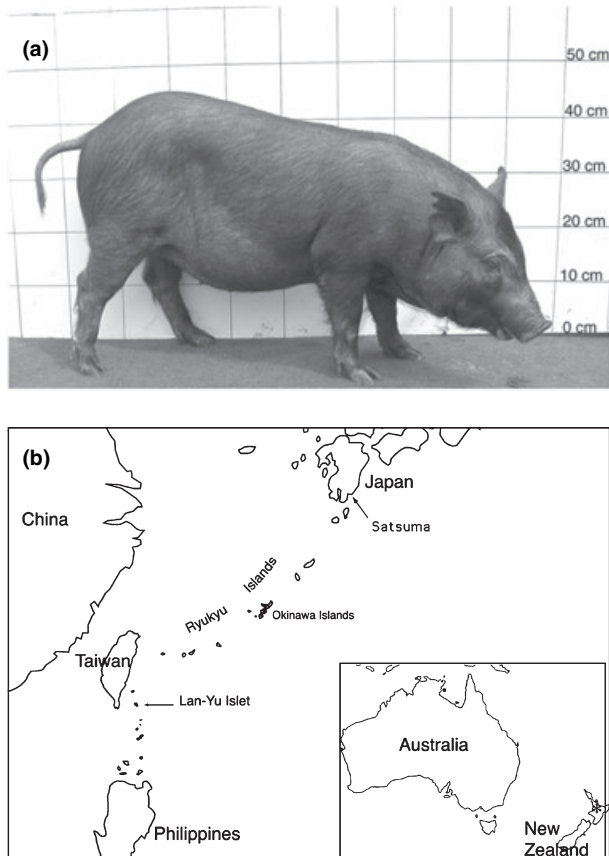 (a)
50 cm
40 cm
30 cm
20 cm
10 cm
0 cm
(b)
China
Japan
Satsuma
Ryukyu Islands
Okinawa Islands
Taiwan
Lan-Yu Islet
Philippines
Australia
New
Zealand